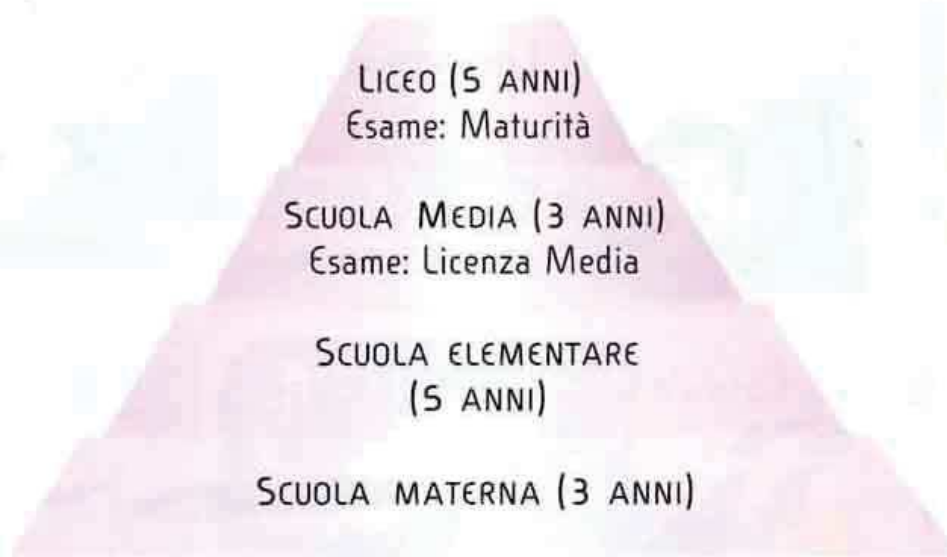 LICEO (5 ANNI)
Esame: Maturità
SCUOLA MEDIA (3 ANNI)
Esame: Licenza Media
SCUOLA ELEMENTARE
(5 ANNI)
SCUOLA MATERNA (3 ANNI)